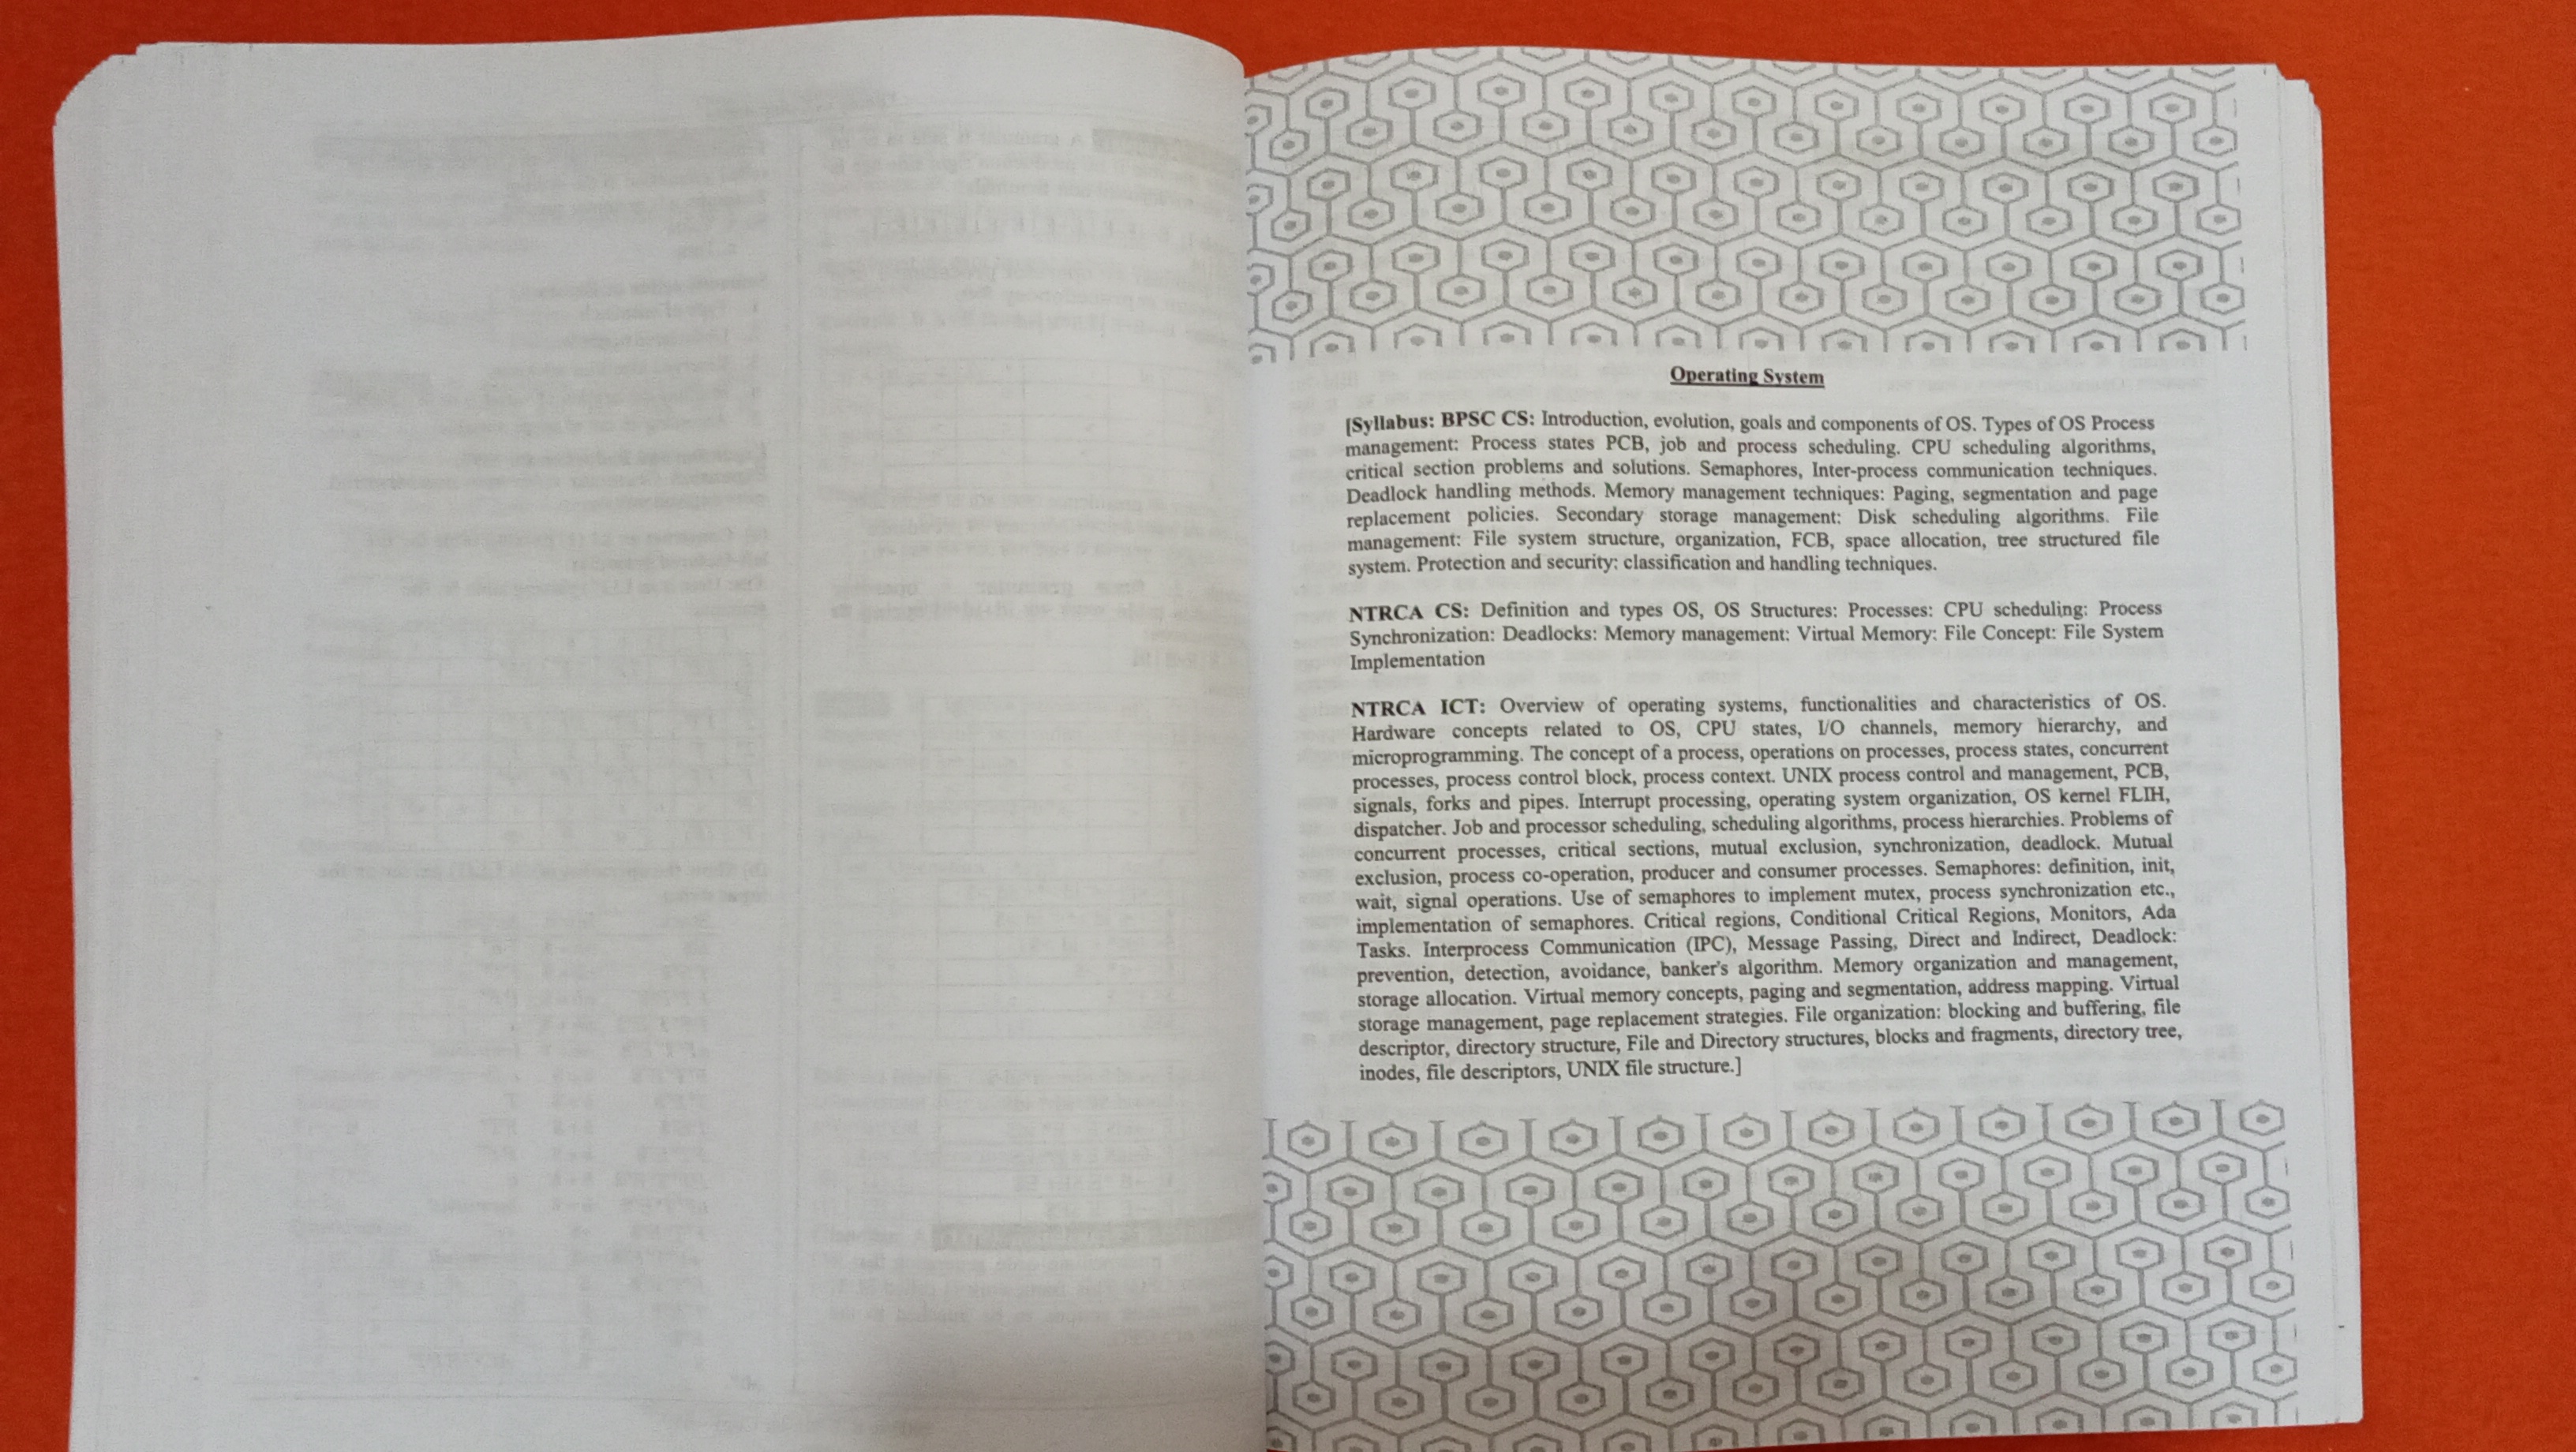 Operating System
[Syllabus: BPSC CS: Introduction, evolution, goals and components of OS. Types of OS Process
management: Process states PCB, job and process scheduling. CPU scheduling algorithms,
critical section problems and solutions. Semaphores, Inter-process communication techniques.
Deadlock handling methods. Memory management techniques: Paging, segmentation and page
replacement policies. Secondary storage management: Disk scheduling algorithms. File
management: File system structure, organization, FCB, space allocation, tree structured file
system. Protection and security: classification and handling techniques.
NTRCA CS: Definition and types OS, OS Structures: Processes: CPU scheduling: Process
Synchronization: Deadlocks: Memory management: Virtual Memory: File Concept: File System
Implementation
NTRCA ICT: Overview of operating systems, functionalities and characteristics of OS.
Hardware concepts related to OS, CPU states, I/O channels, memory hierarchy, and
microprogramming. The concept of a process, operations on processes, process states, concurrent
processes, process control block, process context. UNIX process control and management, PCB,
signals, forks and pipes. Interrupt processing, operating system organization, OS kernel FLIH,
dispatcher. Job and processor scheduling, scheduling algorithms, process hierarchies. Problems of
concurrent processes, critical sections, mutual exclusion, synchronization, deadlock. Mutual
exclusion, process co-operation, producer and consumer processes. Semaphores: definition, init,
wait, signal operations. Use of semaphores to implement mutex, process synchronization etc.,
implementation of semaphores. Critical regions, Conditional Critical Regions, Monitors, Ada
Tasks. Interprocess Communication (IPC), Message Passing, Direct and Indirect, Deadlock:
prevention, detection, avoidance, banker's algorithm. Memory organization and management,
storage allocation. Virtual memory concepts, paging and segmentation, address mapping. Virtual
storage management, page replacement strategies. File organization: blocking and buffering, file
descriptor, directory structure, File and Directory structures, blocks and fragments, directory tree,
inodes, file descriptors, UNIX file structure.]